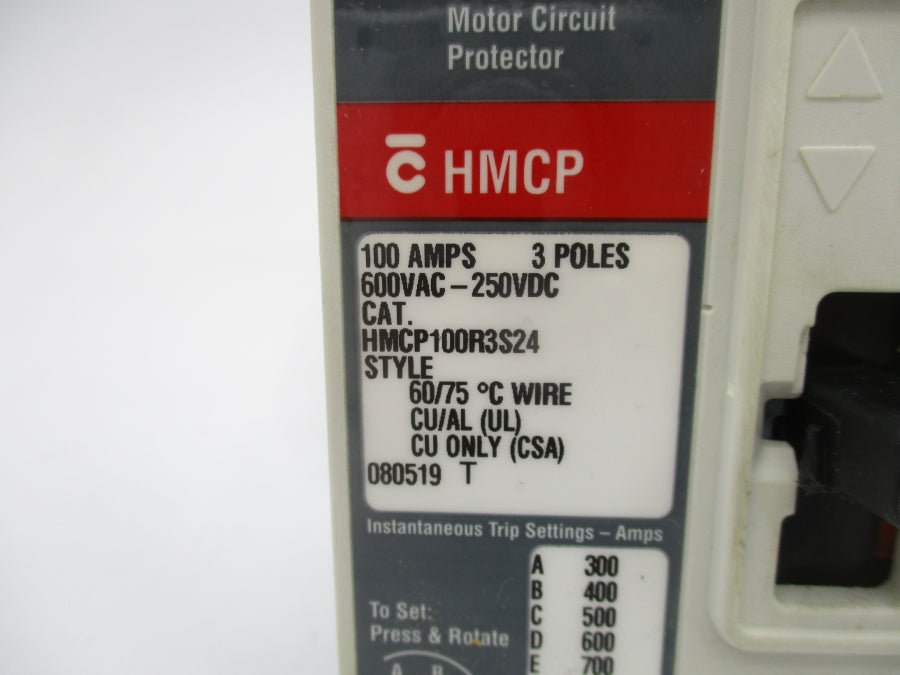 Motor Circuit
Protector
HMCP
100 AMPS 3 POLES
600VAC – 250VDC
CAT.
HMCP100R3S24
STYLE
60/75 °C WIRE
CU/AL (UL)
CU ONLY (CSA)
080519 T
Instantaneous Trip Settings – Amps
A 300
B 400
C 500
D 600
E 700
To Set:
Press & Rotate
A B